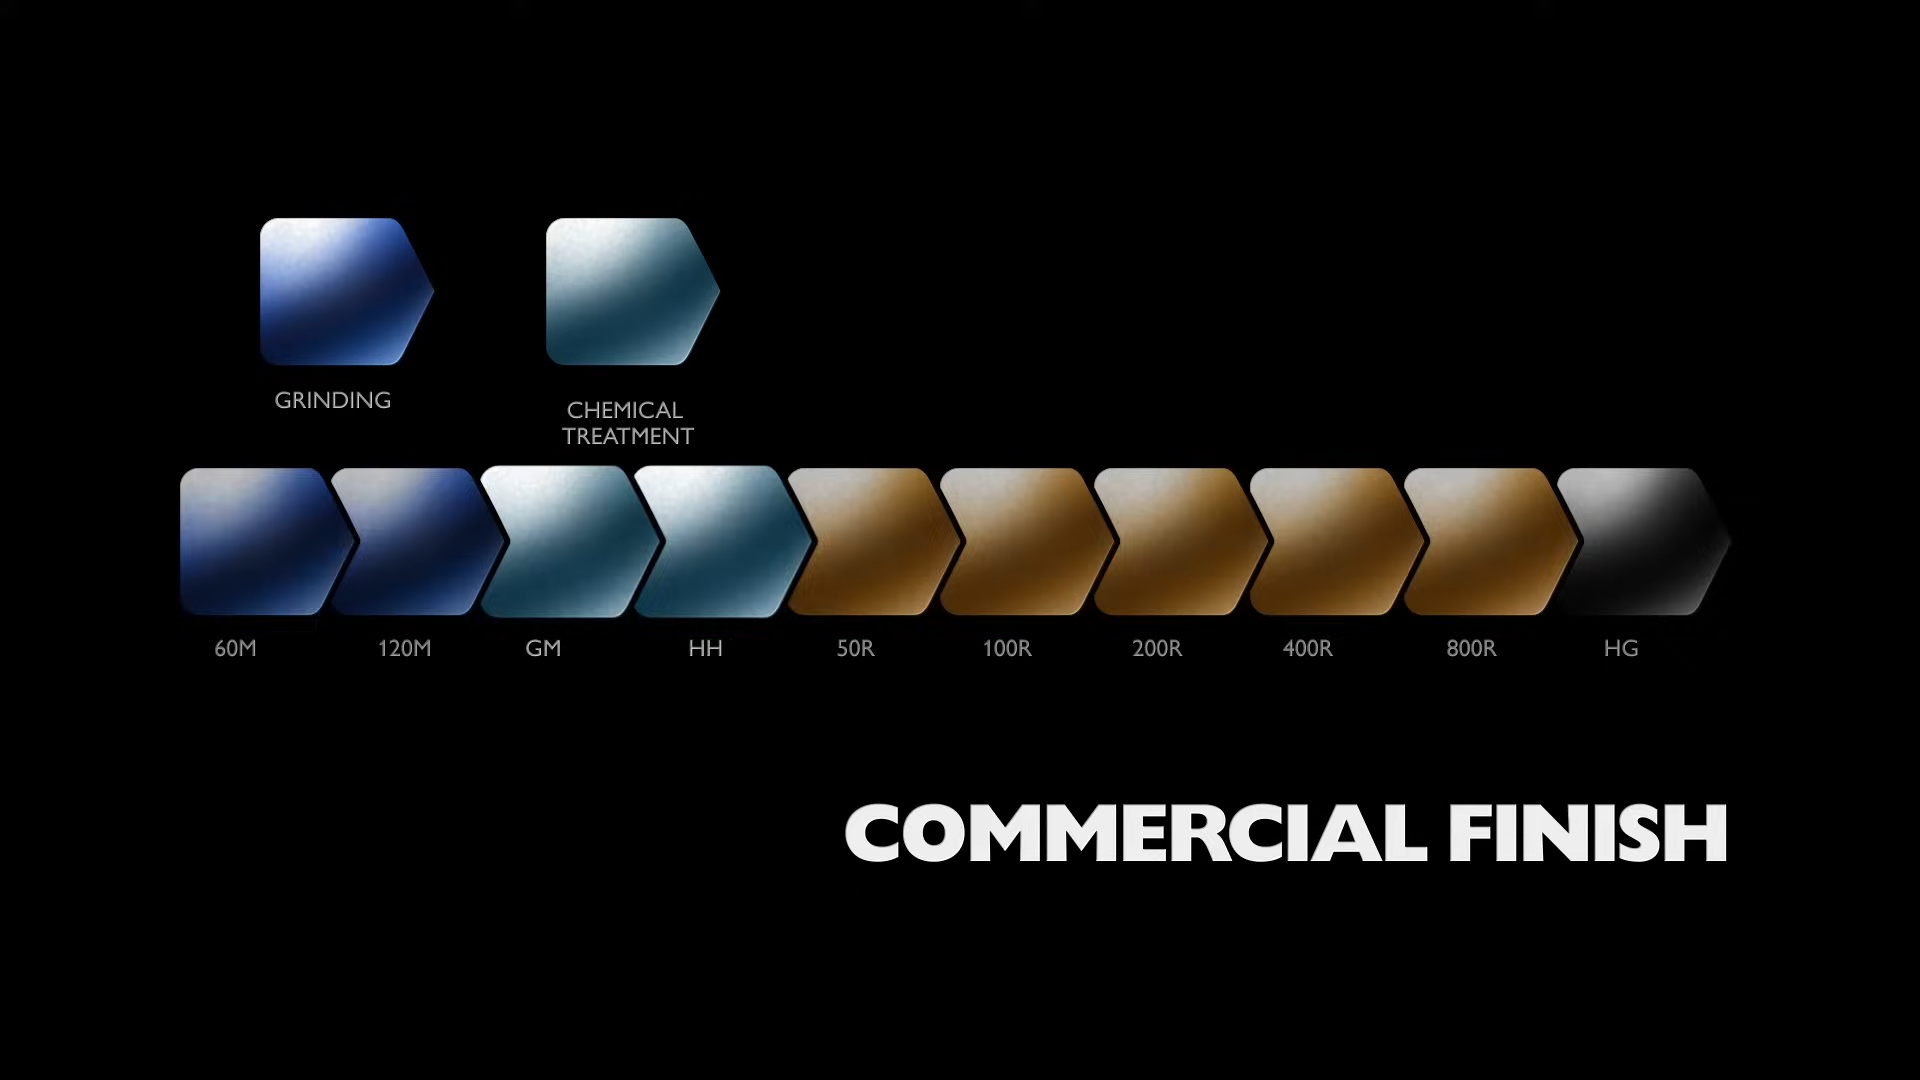 GRINDING
CHEMICAL
TREATMENT
60M
120M
GM
HH
50R
100R
200R
400R
800R
HG
COMMERCIAL FINISH